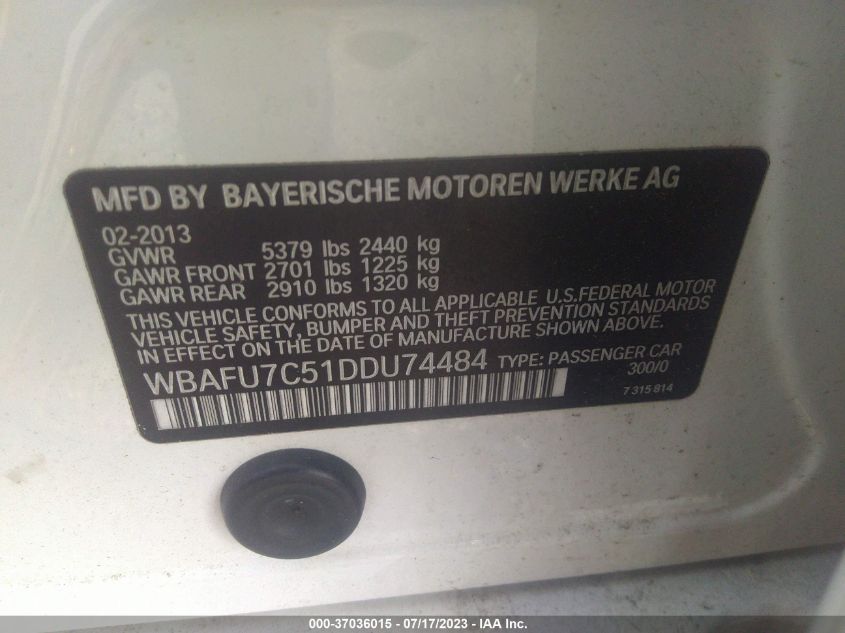 MFD BY BAYERISCHE MOTOREN WERKE AG
02-2013
GVWR 5379 lbs 2440 kg
GAWR FRONT 2701 lbs 1225 kg
GAWR REAR 2910 lbs 1320 kg
THIS VEHICLE CONFORMS TO ALL APPLICABLE U.S.FEDERAL MOTOR
VEHICLE SAFETY, BUMPER AND THEFT PREVENTION STANDARDS
IN EFFECT ON THE DATE OF MANUFACTURE SHOWN ABOVE.
WBAFU7C51DDU74484 TYPE: PASSENGER CAR
300/0
7 315 814
000-37036015 - 07/17/2023 - IAA Inc.